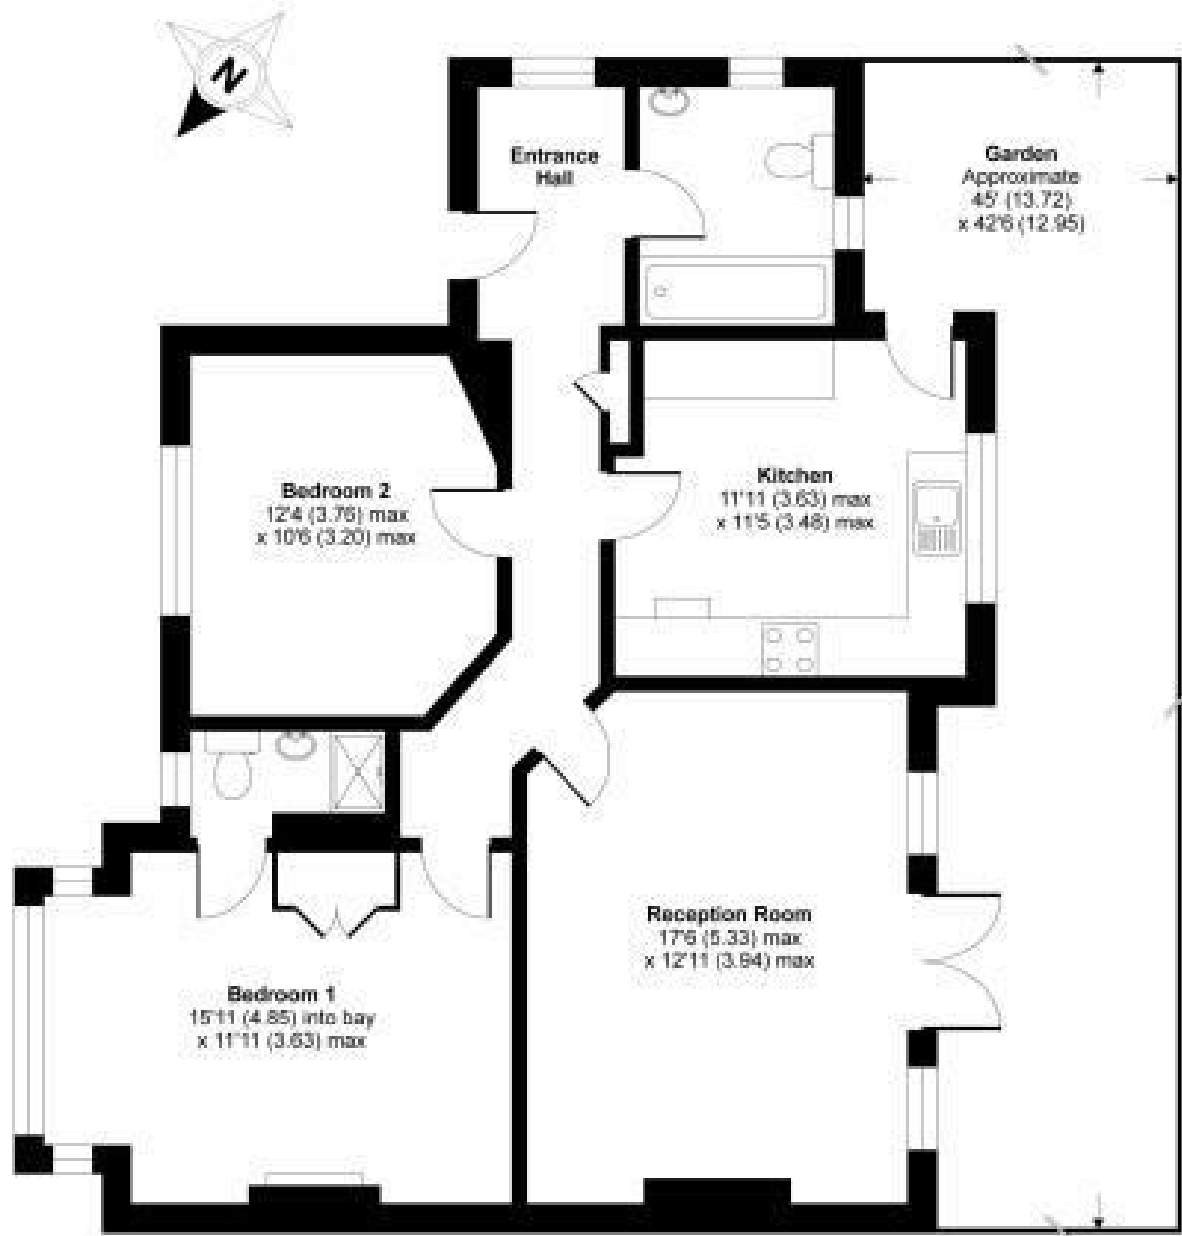 N
Entrance
Hall
Garden
Approximate
45' (13.72)
x 42'6 (12.95)
Bedroom 2
12'4 (3.76) max
x 10'6 (3.20) max
Kitchen
11'11 (3.63) max
x 11'5 (3.48) max
Reception Room
17'6 (5.33) max
x 12'11 (3.94) max
Bedroom 1
15'11 (4.85) into bay
x 11'11 (3.63) max